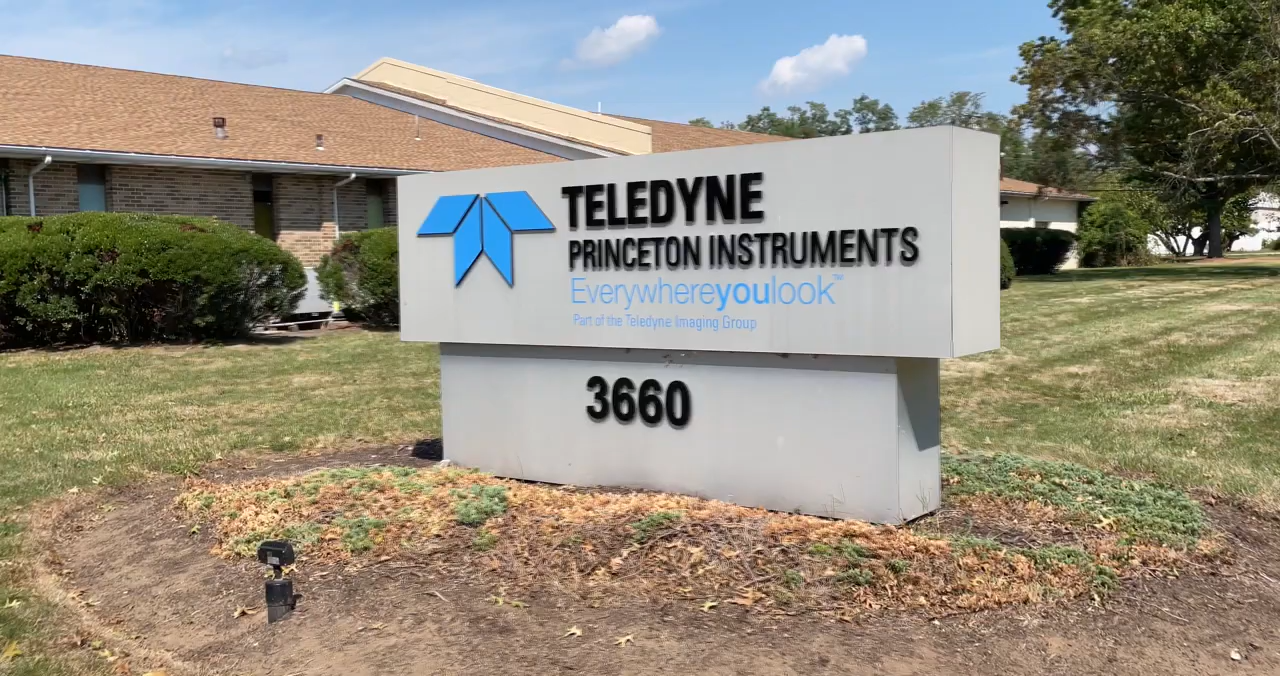 TELEDYNE
PRINCETON INSTRUMENTS
Everywhereyoulook™
Part of the Teledyne Imaging Group
3660